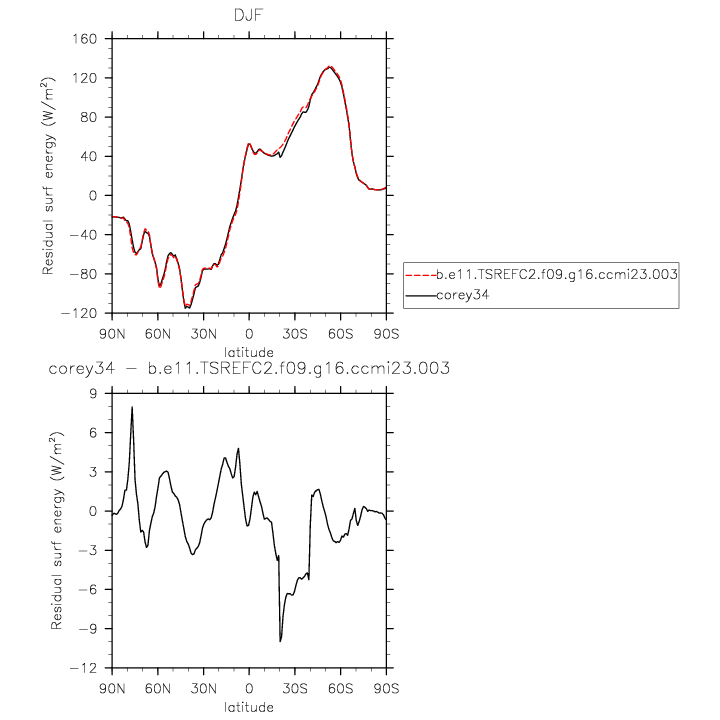 DJF
160
120
80
40
0
−40
−80
−120
Residual surf energy (W/m²)
90N 60N 30N 0 30S 60S 90S
latitude
b.e11.TSREFC2.f09.g16.ccmi23.003
corey34
corey34 − b.e11.TSREFC2.f09.g16.ccmi23.003
9
6
3
0
−3
−6
−9
−12
Residual surf energy (W/m²)
90N 60N 30N 0 30S 60S 90S
latitude